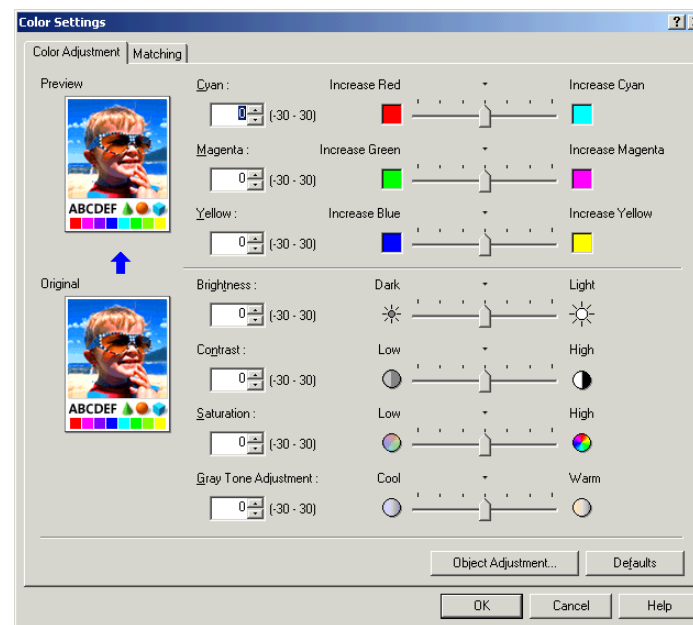 Color Settings
Color Adjustment Matching
Preview
Cyan : Increase Red Increase Cyan
0 (-30 - 30)
Magenta : Increase Green Increase Magenta
0 (-30 - 30)
ABCDEF
Yellow : Increase Blue Increase Yellow
0 (-30 - 30)
Original
Brightness : Dark Light
0 (-30 - 30)
Contrast : Low High
0 (-30 - 30)
ABCDEF
Saturation : Low High
0 (-30 - 30)
Gray Tone Adjustment : Cool Warm
0 (-30 - 30)
Object Adjustment... Defaults
OK Cancel Help